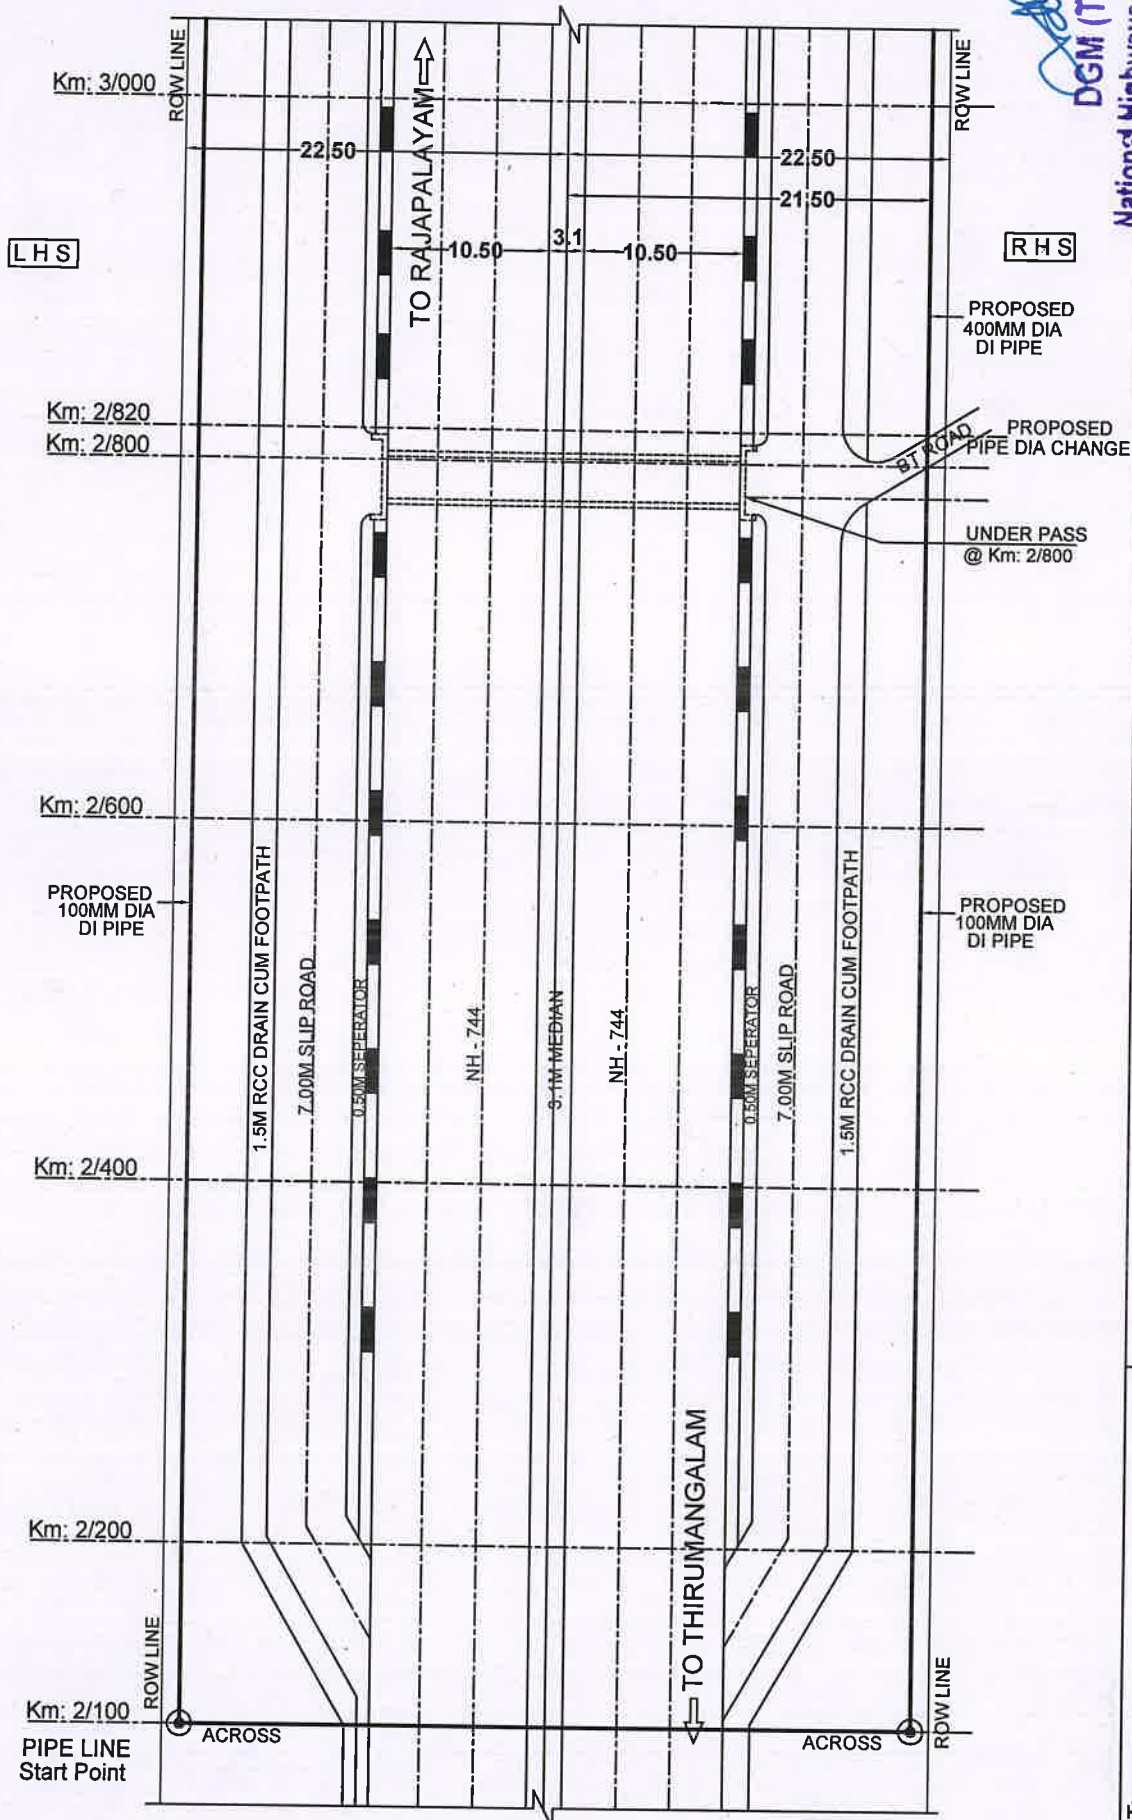 DGM (T
National Highways
ROW LINE
Km: 3/000
ROW LINE
TO RAJAPALAYAM
22.50
22.50
21.50
L H S
10.50
3.1
10.50
R H S
PROPOSED
400MM DIA
DI PIPE
Km: 2/820
Km: 2/800
BT ROAD
PROPOSED
PIPE DIA CHANGE
UNDER PASS
@ Km: 2/800
Km: 2/600
PROPOSED
100MM DIA
DI PIPE
1.5M RCC DRAIN CUM FOOTPATH
7.00M SLIP ROAD
0.50M SEPERATOR
NH - 744
3.1M MEDIAN
NH - 744
0.50M SEPERATOR
7.00M SLIP ROAD
1.5M RCC DRAIN CUM FOOTPATH
PROPOSED
100MM DIA
DI PIPE
Km: 2/400
Km: 2/200
TO THIRUMANGALAM
ROW LINE
Km: 2/100
PIPE LINE
Start Point
ACROSS
ACROSS
ROW LINE